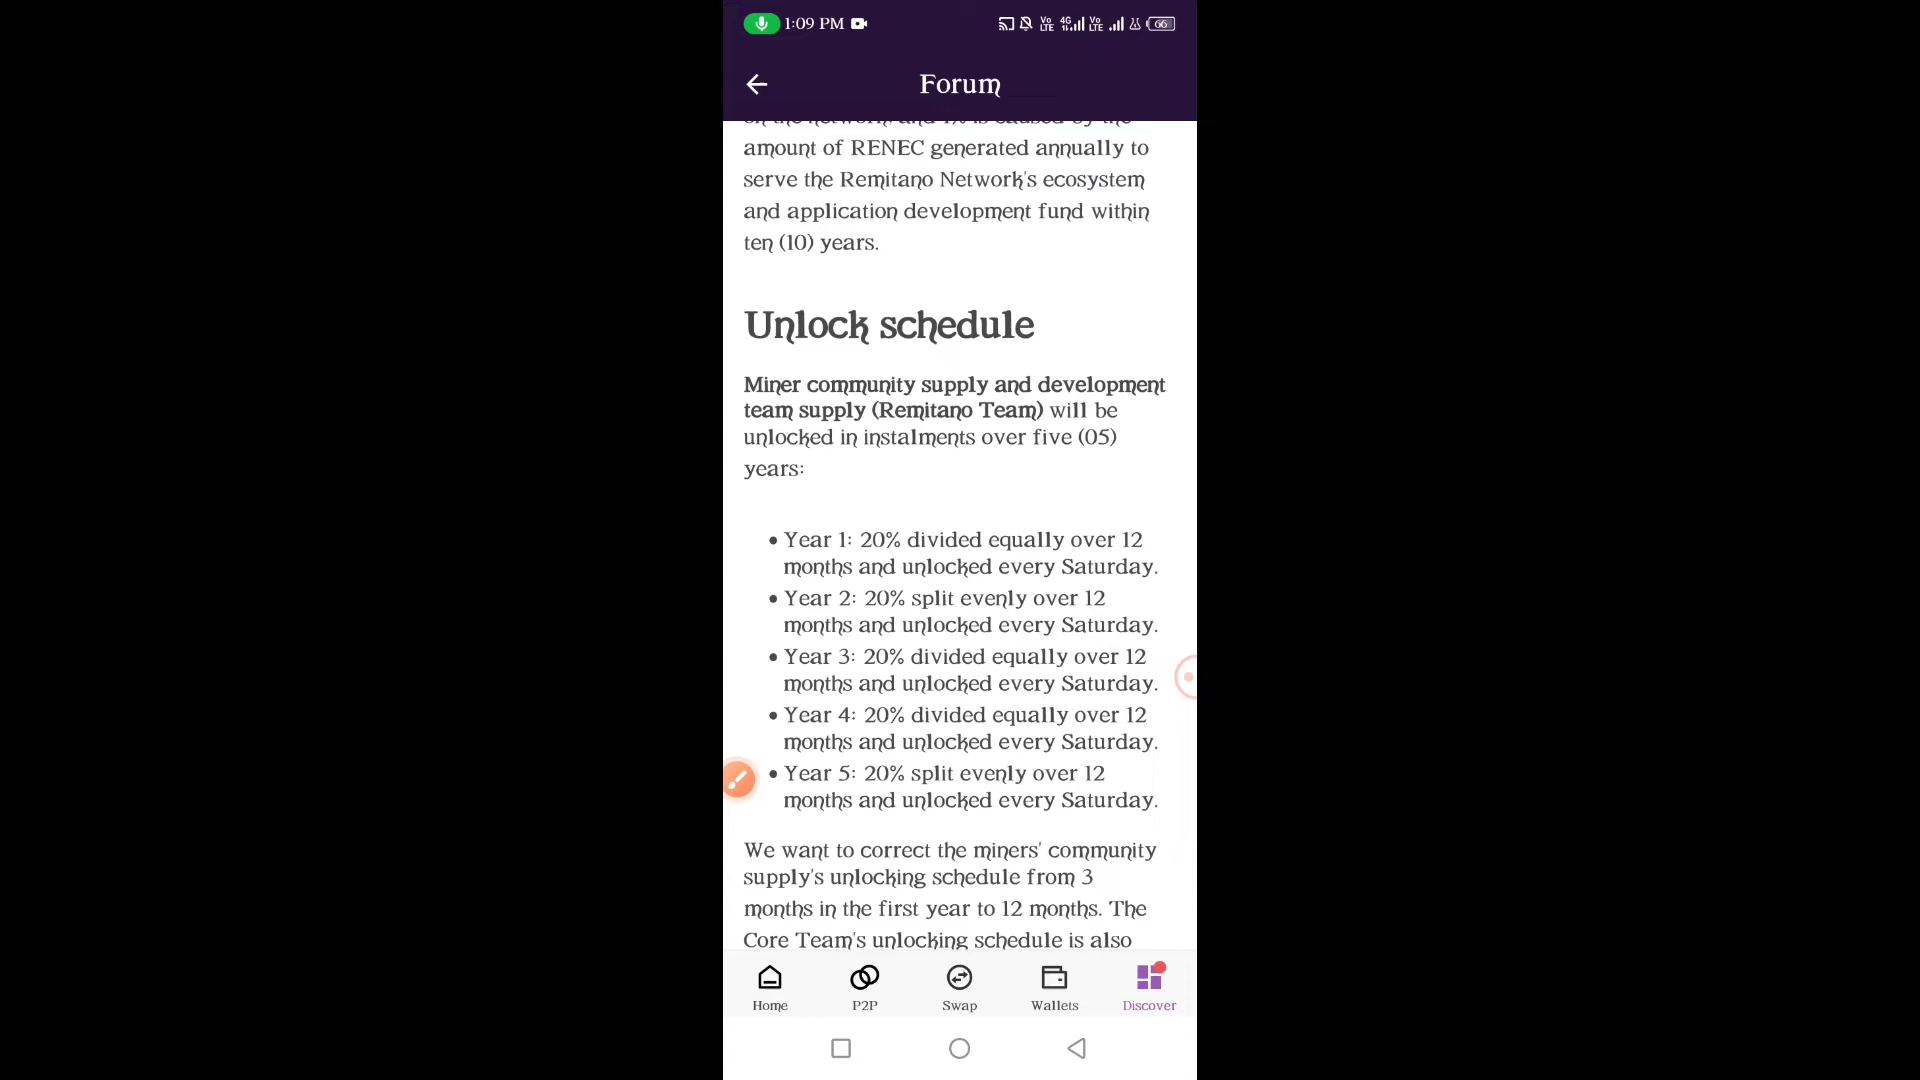 1:09 PM
Vo LTE 4G Vo LTE 66
Forum
amount of RENEC generated annually to
serve the Remitano Network's ecosystem
and application development fund within
ten (10) years.
Unlock schedule
Miner community supply and development
team supply (Remitano Team) will be
unlocked in instalments over five (05)
years:
• Year 1: 20% divided equally over 12
months and unlocked every Saturday.
• Year 2: 20% split evenly over 12
months and unlocked every Saturday.
• Year 3: 20% divided equally over 12
months and unlocked every Saturday.
• Year 4: 20% divided equally over 12
months and unlocked every Saturday.
• Year 5: 20% split evenly over 12
months and unlocked every Saturday.
We want to correct the miners' community
supply's unlocking schedule from 3
months in the first year to 12 months. The
Core Team's unlocking schedule is also
Home P2P Swap Wallets Discover